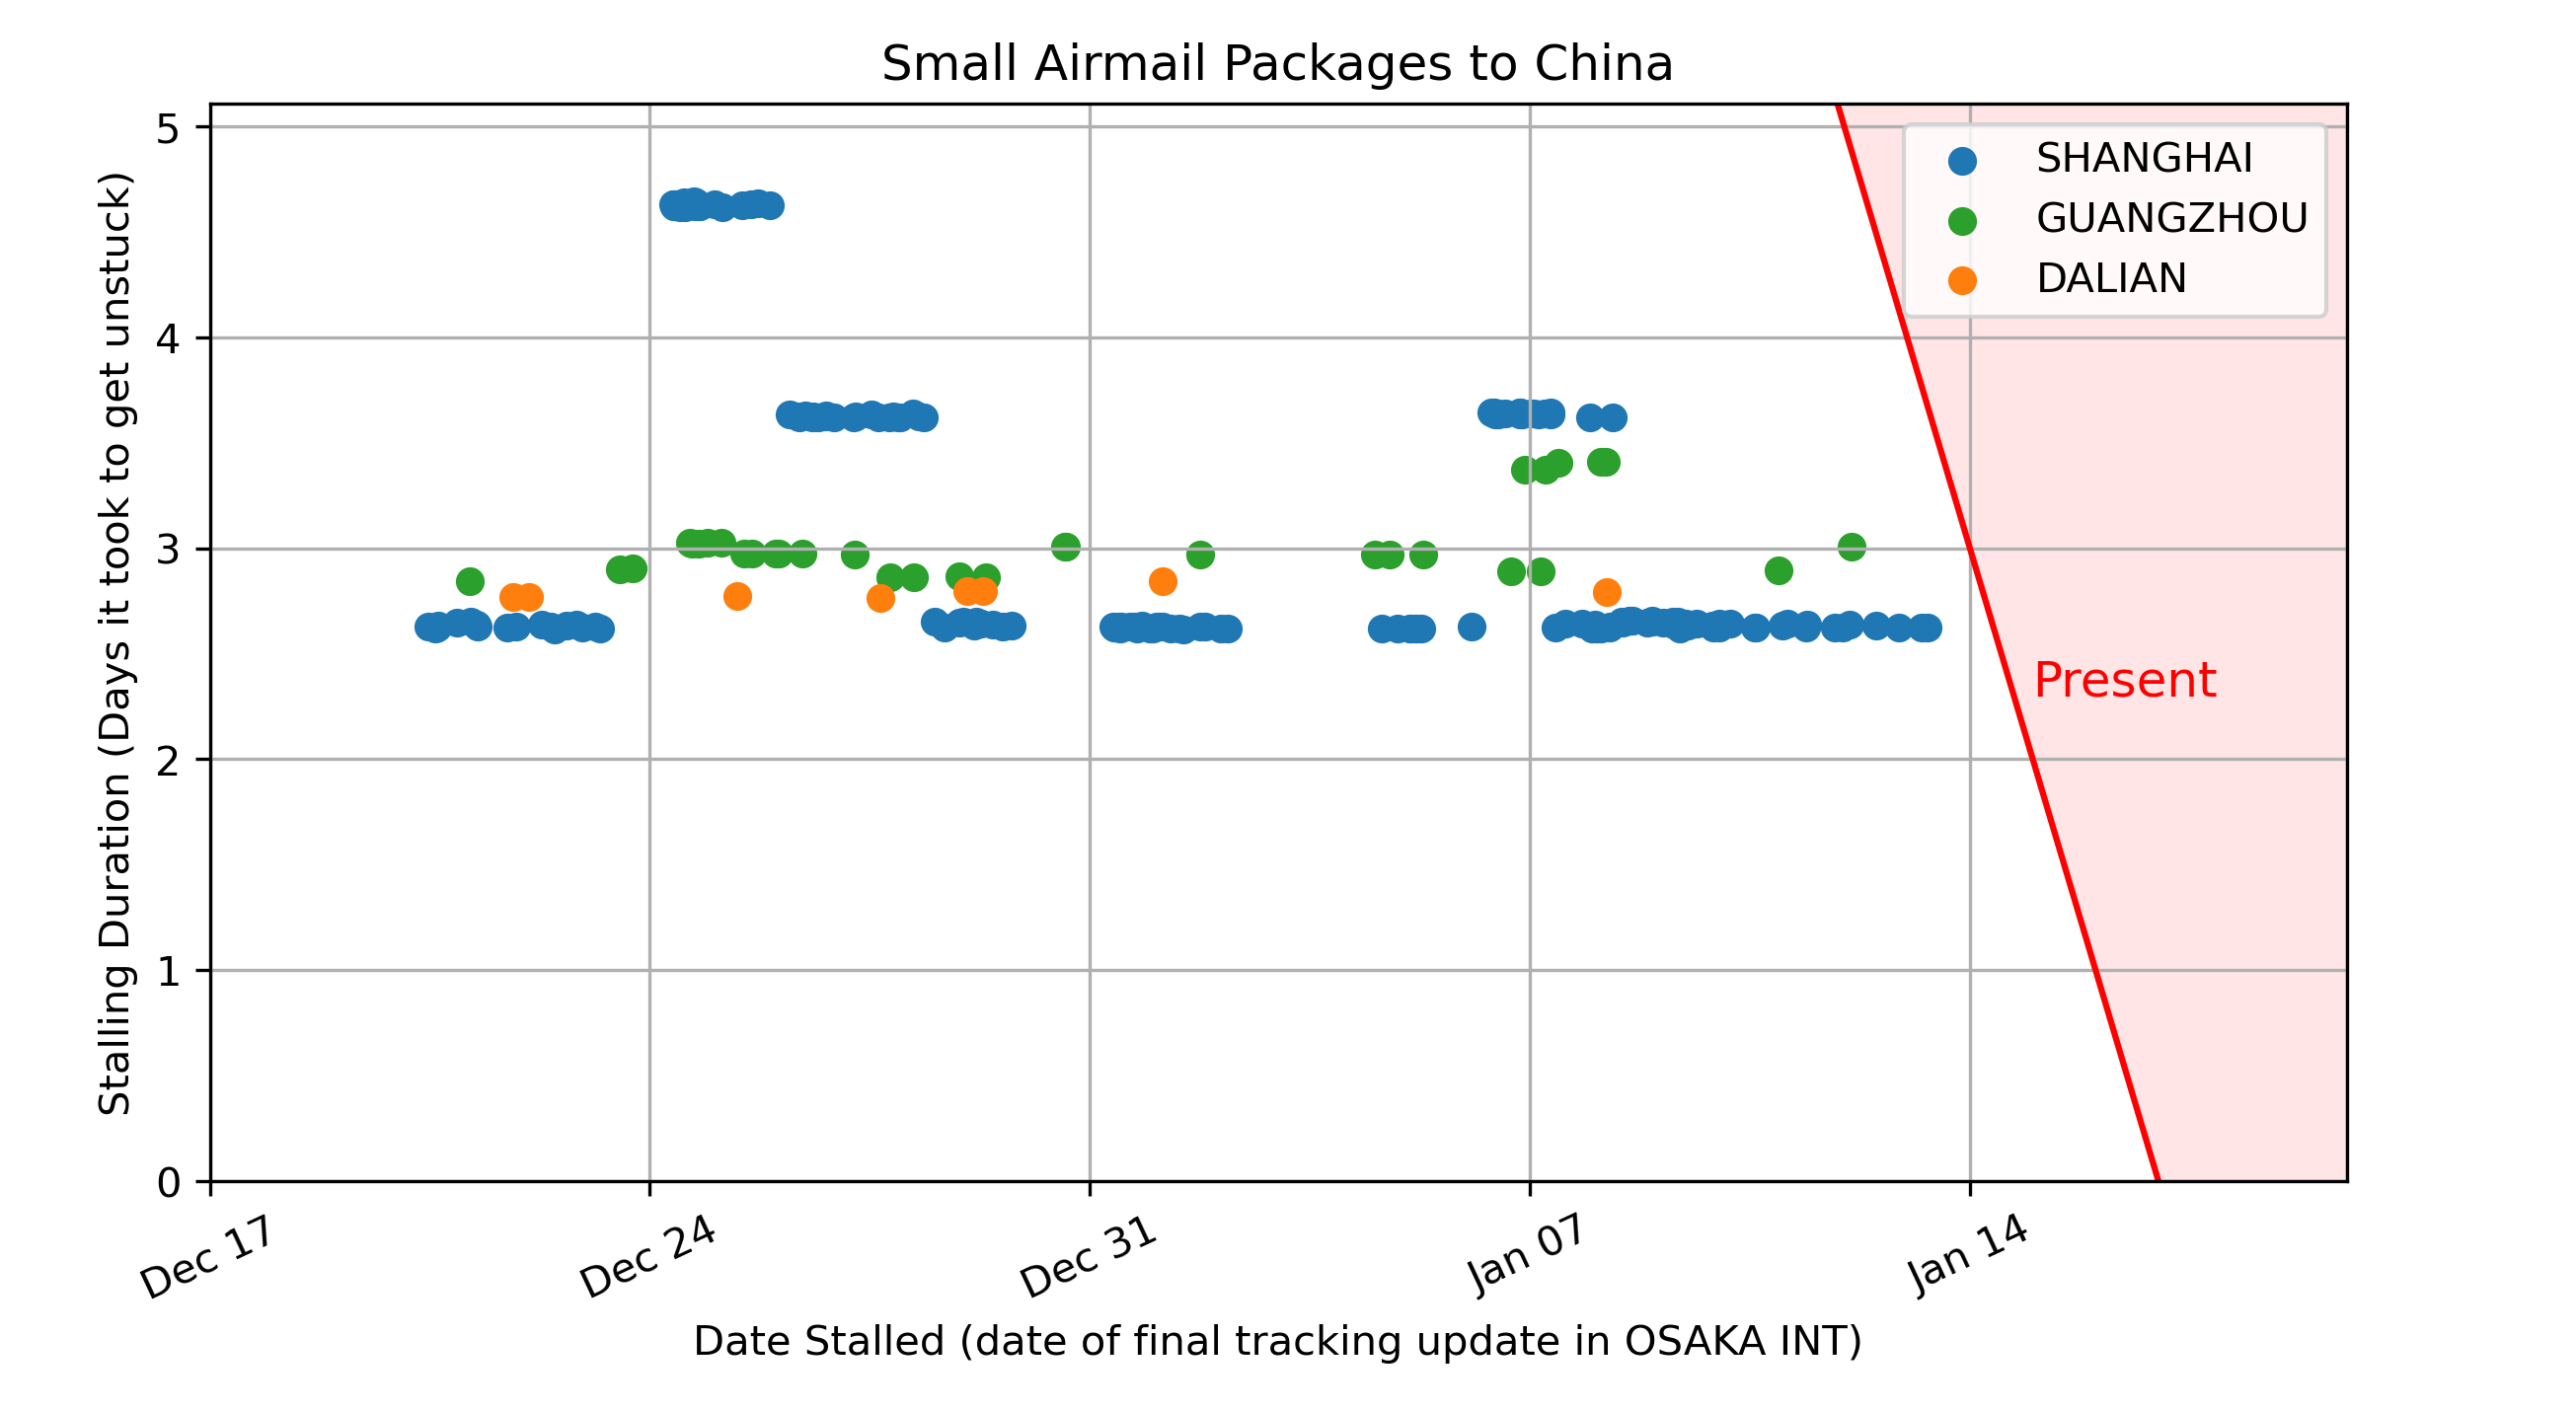 Small Airmail Packages to China
Stalling Duration (Days it took to get unstuck)
5
4
3
2
1
0
SHANGHAI
GUANGZHOU
DALIAN
Present
Dec 17
Dec 24
Dec 31
Jan 07
Jan 14
Date Stalled (date of final tracking update in OSAKA INT)